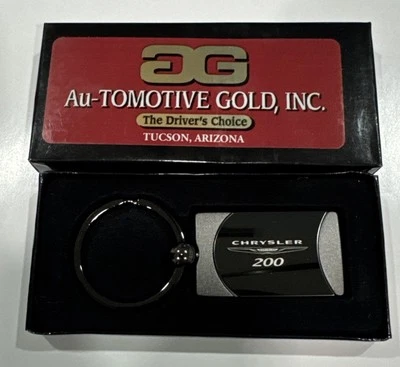 AG
Au-TOMOTIVE GOLD, INC.
The Driver's Choice
TUCSON, ARIZONA
CHRYSLER
200